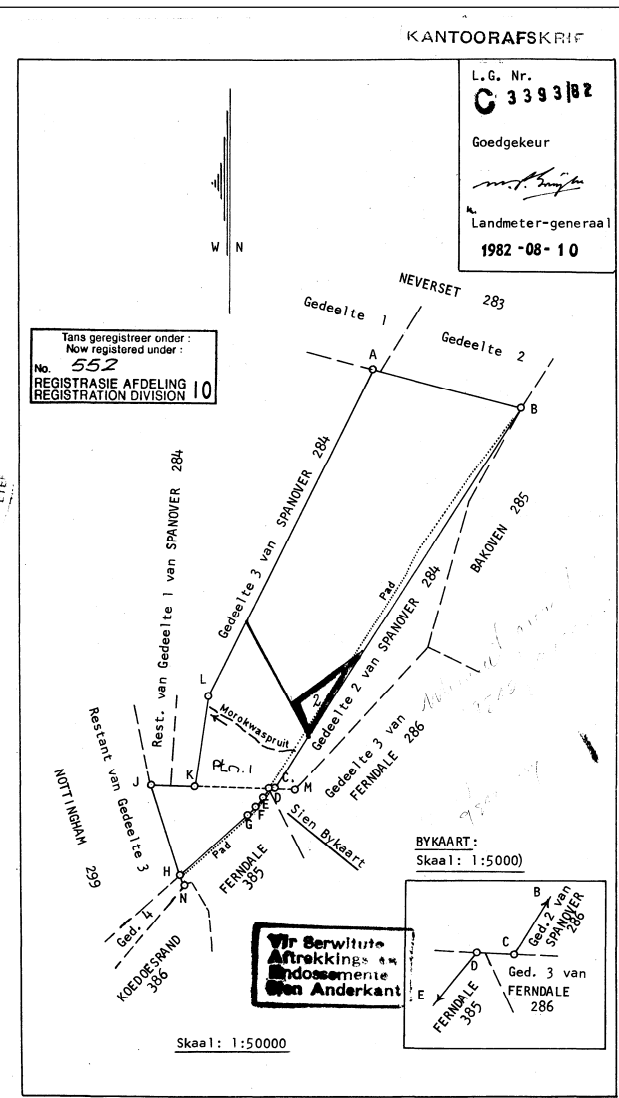 KANTOORAFSKRIF
L.G. Nr.
C 3393/82
Goedgekeur
Landmeter-generaal
1982-08-10
W N
NEVERSET 283
Gedeelte 1
Gedeelte 2
A
B
Tans geregistreer onder :
Now registered under :
No. 552
REGISTRASIE AFDELING
REGISTRATION DIVISION 10
Gedeelte 3 van SPANOVER 284
Rest. van Gedeelte 1 van SPANOVER 284
BAKOVEN 285
Pad
Gedeelte 2 van SPANOVER 284
2
L
Morokwaspruit
Gedeelte 3 van
FERNDALE 286
Restant van Gedeelte 3
NOTTINGHAM 299
Ptn. 1
J
K
C.
D
M
E
F
G
Sien Bykaart
Pad
H
N
FERNDALE
385
Ged. 4
KOEDOESRAND
386
BYKAART:
Skaal: 1:5000)
B
Ged.2 van
SPANOVER
286
C
D
E
Ged. 3 van
FERNDALE
286
FERNDALE
385
Vir Serwitute
Aftrekkings en
Endossemente
Sien Anderkant
Skaal: 1:50000